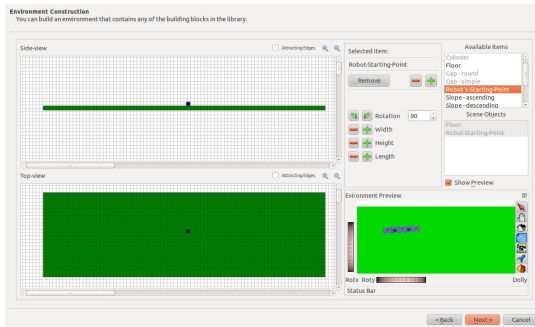 Environment Construction
You can build an environment that contains any of the building blocks in the library.
Side-view
Attracting Edges
Selected Item:
Robot-Starting-Point
Remove
Rotation 90
Width
Height
Length
Available Items
Cylinder
Floor
Gap - round
Gap - simple
Robot's-Starting-Point
Slope - ascending
Slope - descending
Scene Objects
Floor
Robot-Starting-Point
Show Preview
Top-view
Attracting Edges
Evironment Preview
Rotx Roty
Dolly
Status Bar
< Back
Next >
Cancel